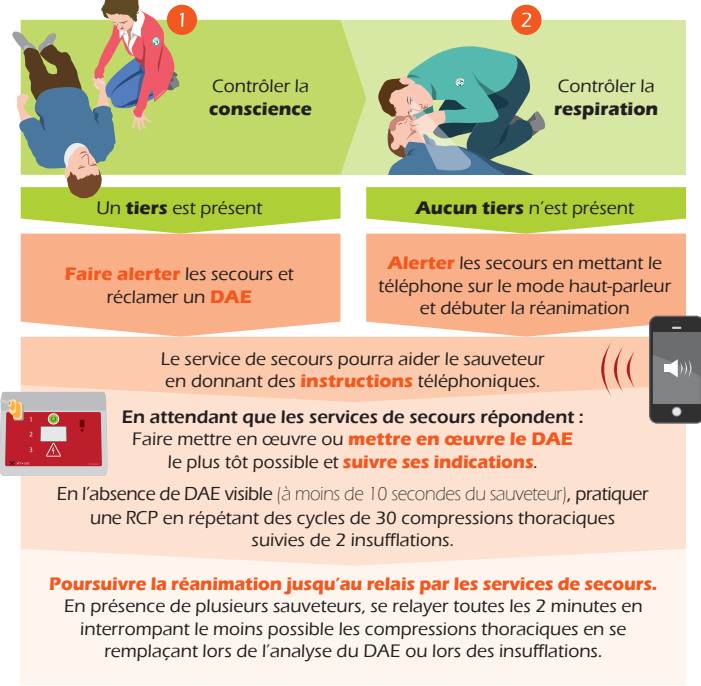 1
2
Contrôler la
conscience
Contrôler la
respiration
Un tiers est présent
Aucun tiers n'est présent
Faire alerter les secours et
réclamer un DAE
Alerter les secours en mettant le
téléphone sur le mode haut-parleur
et débuter la réanimation
Le service de secours pourra aider le sauveteur
en donnant des instructions téléphoniques.
1
2
3
En attendant que les services de secours répondent :
Faire mettre en œuvre ou mettre en œuvre le DAE
le plus tôt possible et suivre ses indications.
En l'absence de DAE visible (à moins de 10 secondes du sauveteur), pratiquer
une RCP en répétant des cycles de 30 compressions thoraciques
suivies de 2 insufflations.
Poursuivre la réanimation jusqu'au relais par les services de secours.
En présence de plusieurs sauveteurs, se relayer toutes les 2 minutes en
interrompant le moins possible les compressions thoraciques en se
remplaçant lors de l'analyse du DAE ou lors des insufflations.